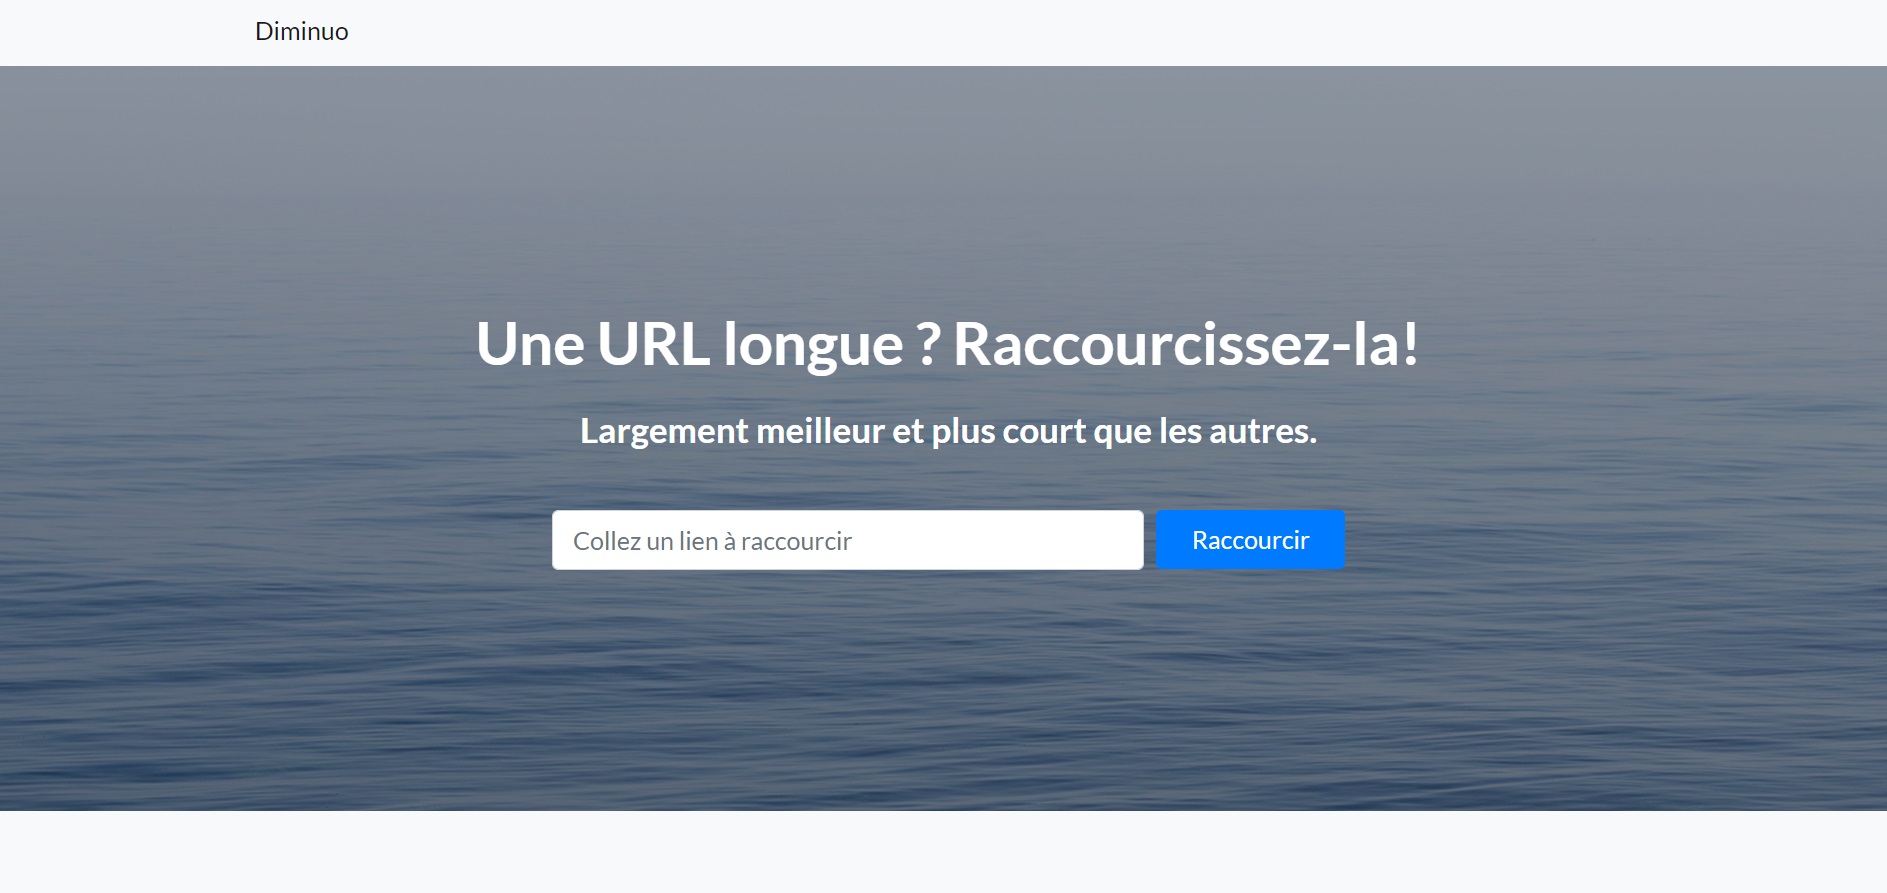 Diminuo
Une URL longue ? Raccourcissez-la!
Largement meilleur et plus court que les autres.
Collez un lien à raccourcir
Raccourcir